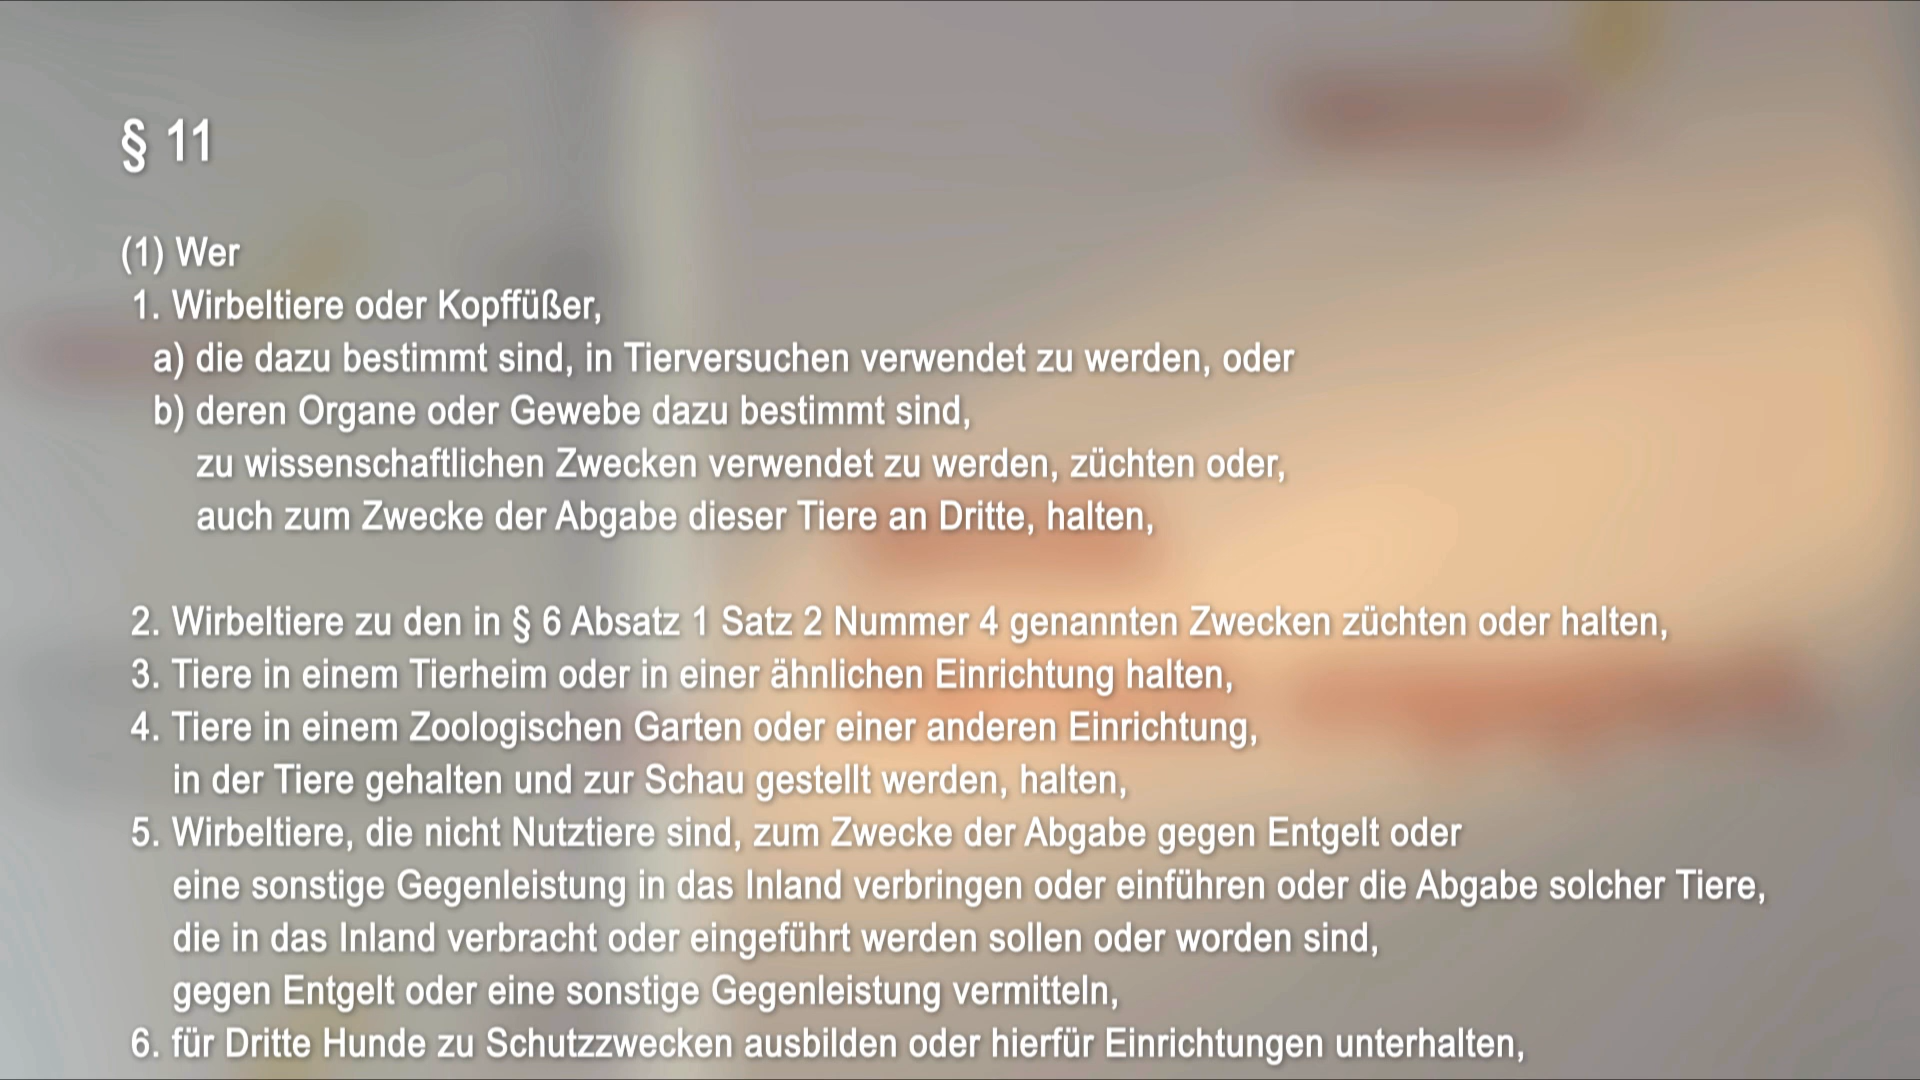 § 11
(1) Wer
1. Wirbeltiere oder Kopffüßer,
a) die dazu bestimmt sind, in Tierversuchen verwendet zu werden, oder
b) deren Organe oder Gewebe dazu bestimmt sind,
zu wissenschaftlichen Zwecken verwendet zu werden, züchten oder,
auch zum Zwecke der Abgabe dieser Tiere an Dritte, halten,
2. Wirbeltiere zu den in § 6 Absatz 1 Satz 2 Nummer 4 genannten Zwecken züchten oder halten,
3. Tiere in einem Tierheim oder in einer ähnlichen Einrichtung halten,
4. Tiere in einem Zoologischen Garten oder einer anderen Einrichtung,
in der Tiere gehalten und zur Schau gestellt werden, halten,
5. Wirbeltiere, die nicht Nutztiere sind, zum Zwecke der Abgabe gegen Entgelt oder
eine sonstige Gegenleistung in das Inland verbringen oder einführen oder die Abgabe solcher Tiere,
die in das Inland verbracht oder eingeführt werden sollen oder worden sind,
gegen Entgelt oder eine sonstige Gegenleistung vermitteln,
6. für Dritte Hunde zu Schutzzwecken ausbilden oder hierfür Einrichtungen unterhalten,